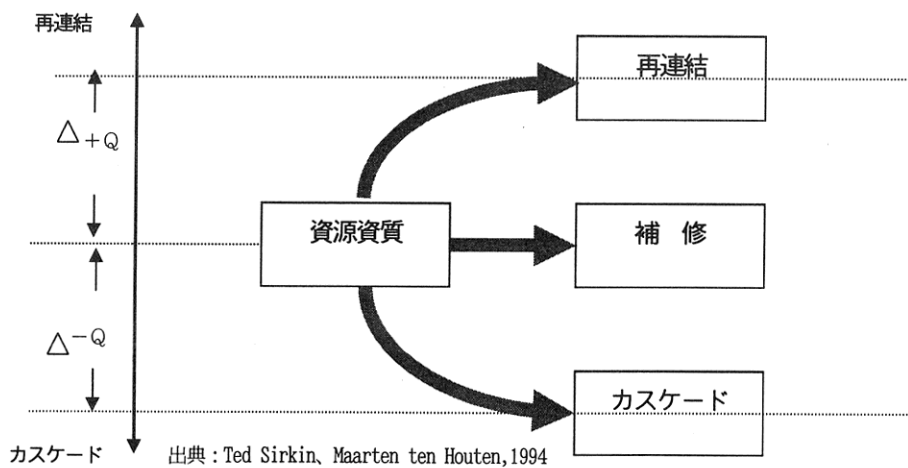 再連結
再連結
△+Q
資源資質
補　修
△-Q
カスケード
カスケード
出典：Ted Sirkin、Maarten ten Houten,1994